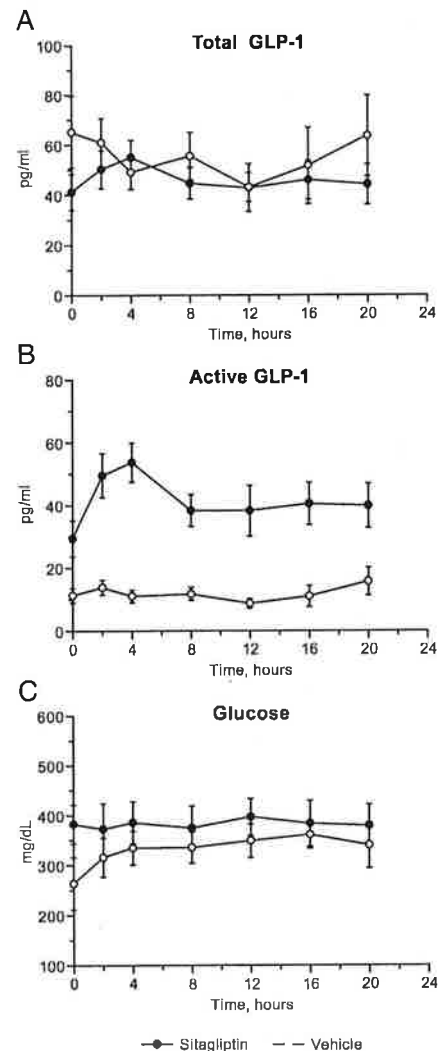 A
Total GLP-1
100
80
60
40
20
0
pg/ml
0 4 8 12 16 20 24
Time, hours
B
Active GLP-1
80
60
40
20
0
pg/ml
0 4 8 12 16 20 24
Time, hours
C
Glucose
600
500
400
300
200
100
mg/dL
0 4 8 12 16 20 24
Time, hours
Sitagliptin Vehicle